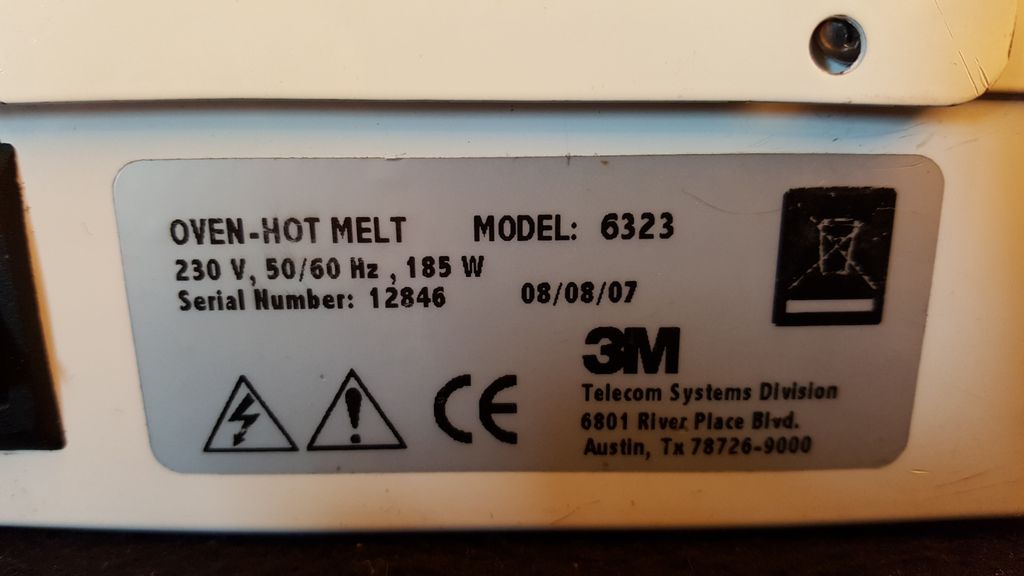 OVEN-HOT MELT MODEL: 6323
230 V, 50/60 Hz , 185 W
Serial Number: 12846 08/08/07
3M
CE
Telecom Systems Division
6801 River Place Blvd.
Austin, Tx 78726-9000